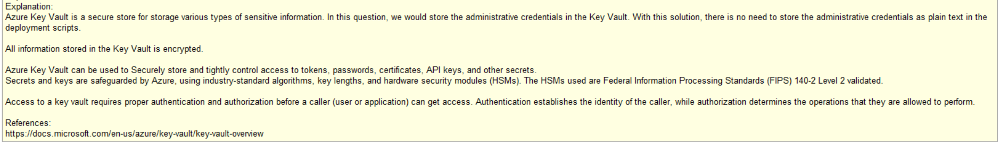 Explanation:
Azure Key Vault is a secure store for storage various types of sensitive information. In this question, we would store the administrative credentials in the Key Vault. With this solution, there is no need to store the administrative credentials as plain text in the
deployment scripts.
All information stored in the Key Vault is encrypted.
Azure Key Vault can be used to Securely store and tightly control access to tokens, passwords, certificates, API keys, and other secrets.
Secrets and keys are safeguarded by Azure, using industry-standard algorithms, key lengths, and hardware security modules (HSMs). The HSMs used are Federal Information Processing Standards (FIPS) 140-2 Level 2 validated.
Access to a key vault requires proper authentication and authorization before a caller (user or application) can get access. Authentication establishes the identity of the caller, while authorization determines the operations that they are allowed to perform.
References:
https://docs.microsoft.com/en-us/azure/key-vault/key-vault-overview